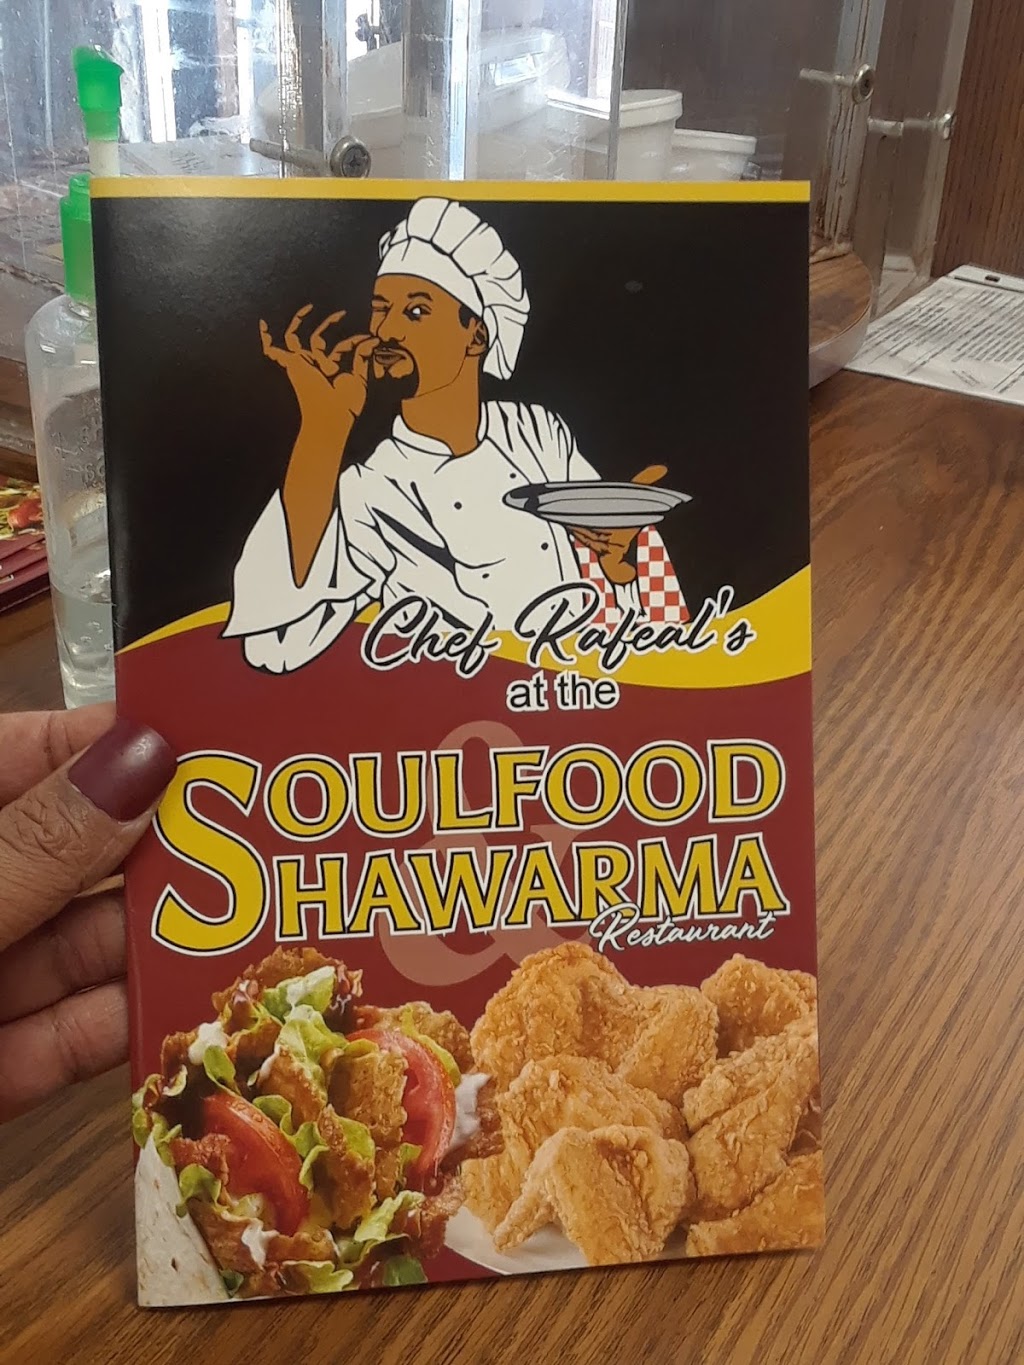 Chef Rafeal's
at the
SOULFOOD
&
SHAWARMA
Restaurant